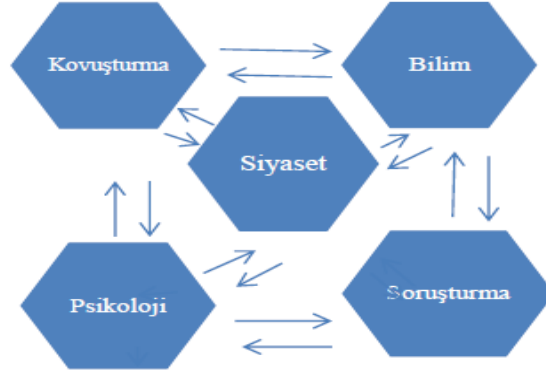 Kovuşturma
Bilim
Siyaset
Psikoloji
Soruşturma